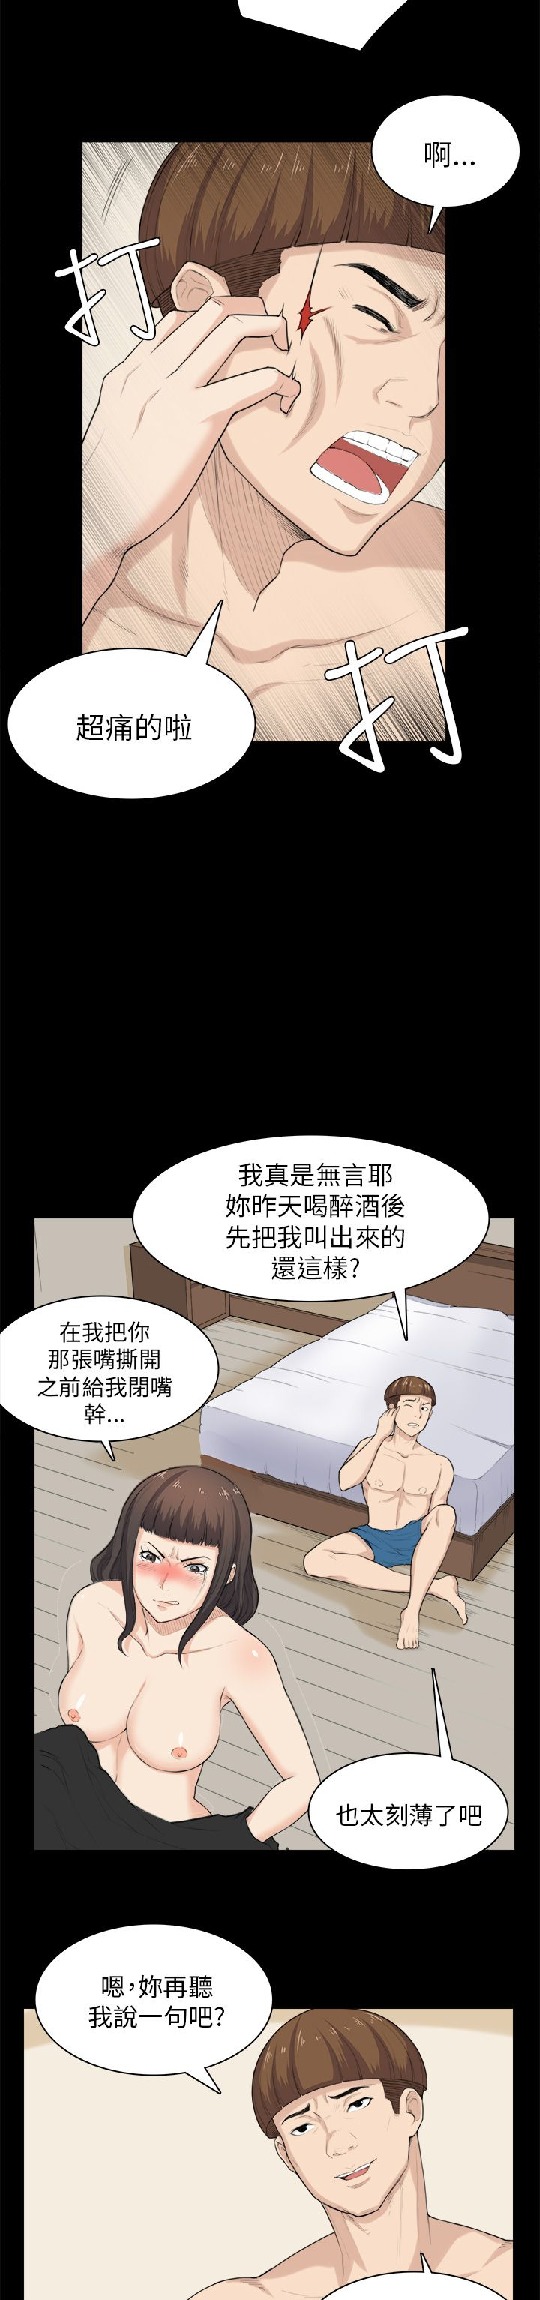 啊...
打
超痛的啦
打
我真是無言耶
妳昨天喝醉酒後
先把我叫出來的
還這樣?
在我把你
那張嘴撕開
之前給我閉嘴
幹...
也太刻薄了吧
嗯,妳再聽
我說一句吧?